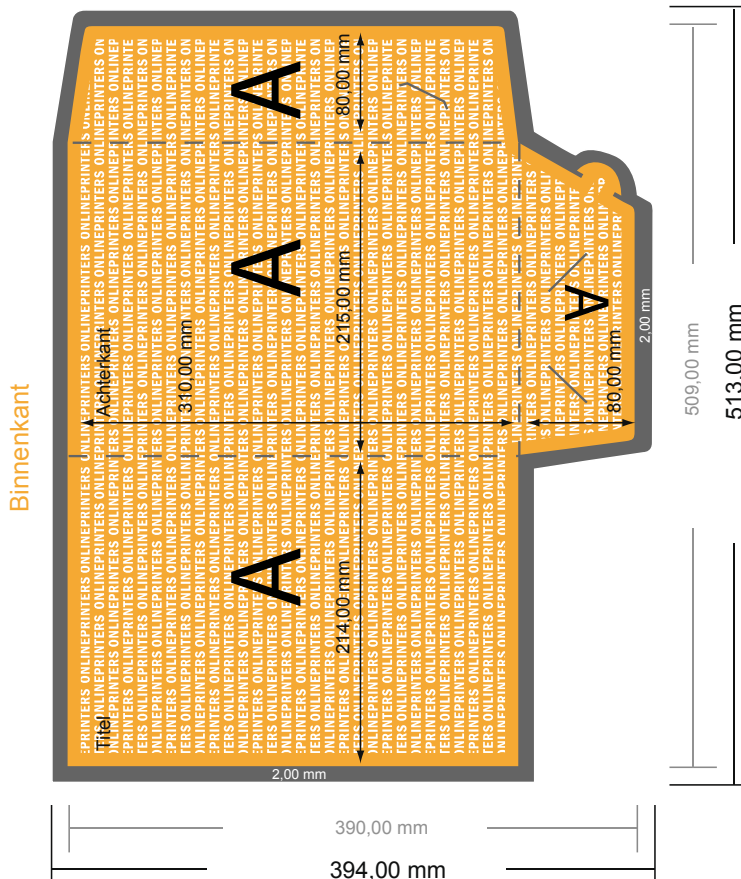 Binnenkant
Titel
Achterkant
A
A
A
A
80,00 mm
215,00 mm
310,00 mm
214,00 mm
80,00 mm
2,00 mm
2,00 mm
509,00 mm
513,00 mm
390,00 mm
394,00 mm
ONLINEPRINTERS ONLINEPRINTERS ONLINEPRINTERS